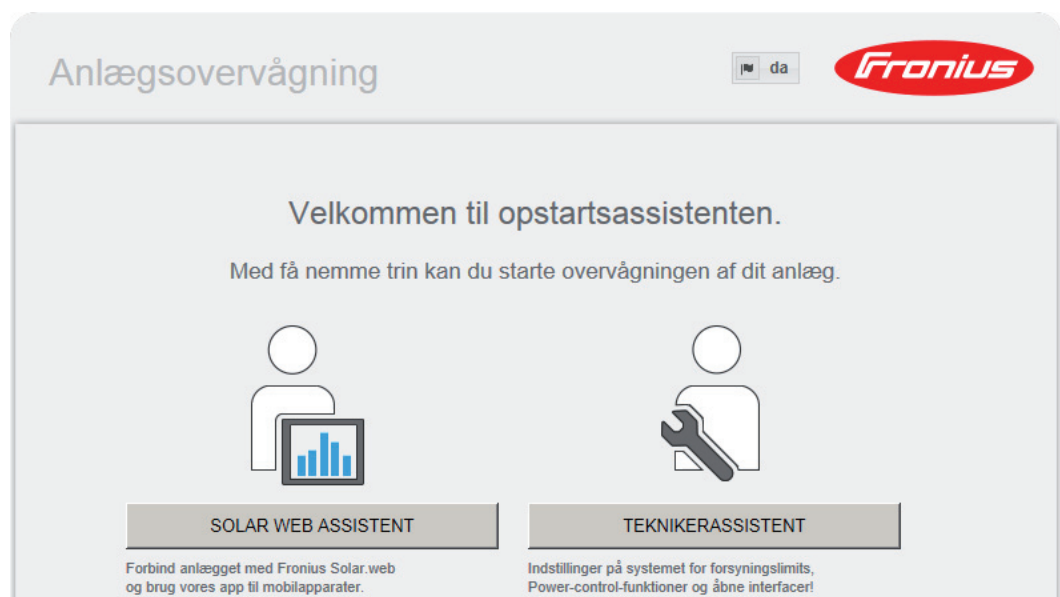 Anlægsovervågning
da
Fronius
Velkommen til opstartsassistenten.
Med få nemme trin kan du starte overvågningen af dit anlæg.
SOLAR WEB ASSISTENT
Forbind anlægget med Fronius Solar.web
og brug vores app til mobilapparater.
TEKNIKERASSISTENT
Indstillinger på systemet for forsyningslimits,
Power-control-funktioner og åbne interfacer!